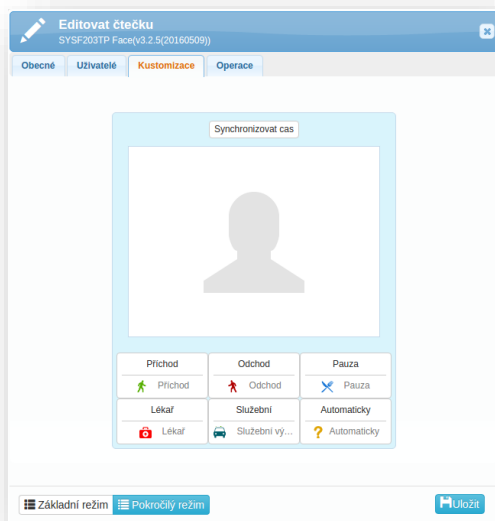 Editovat čtečku
SYSF203TP Face(v3.2.5(20160509))
Obecné Uživatelé Kustomizace Operace
Synchronizovat cas
Příchod Odchod Pauza
Příchod Odchod Pauza
Lékař Služební Automaticky
Lékař Služební vý... Automaticky
Základní režim Pokročilý režim Uložit